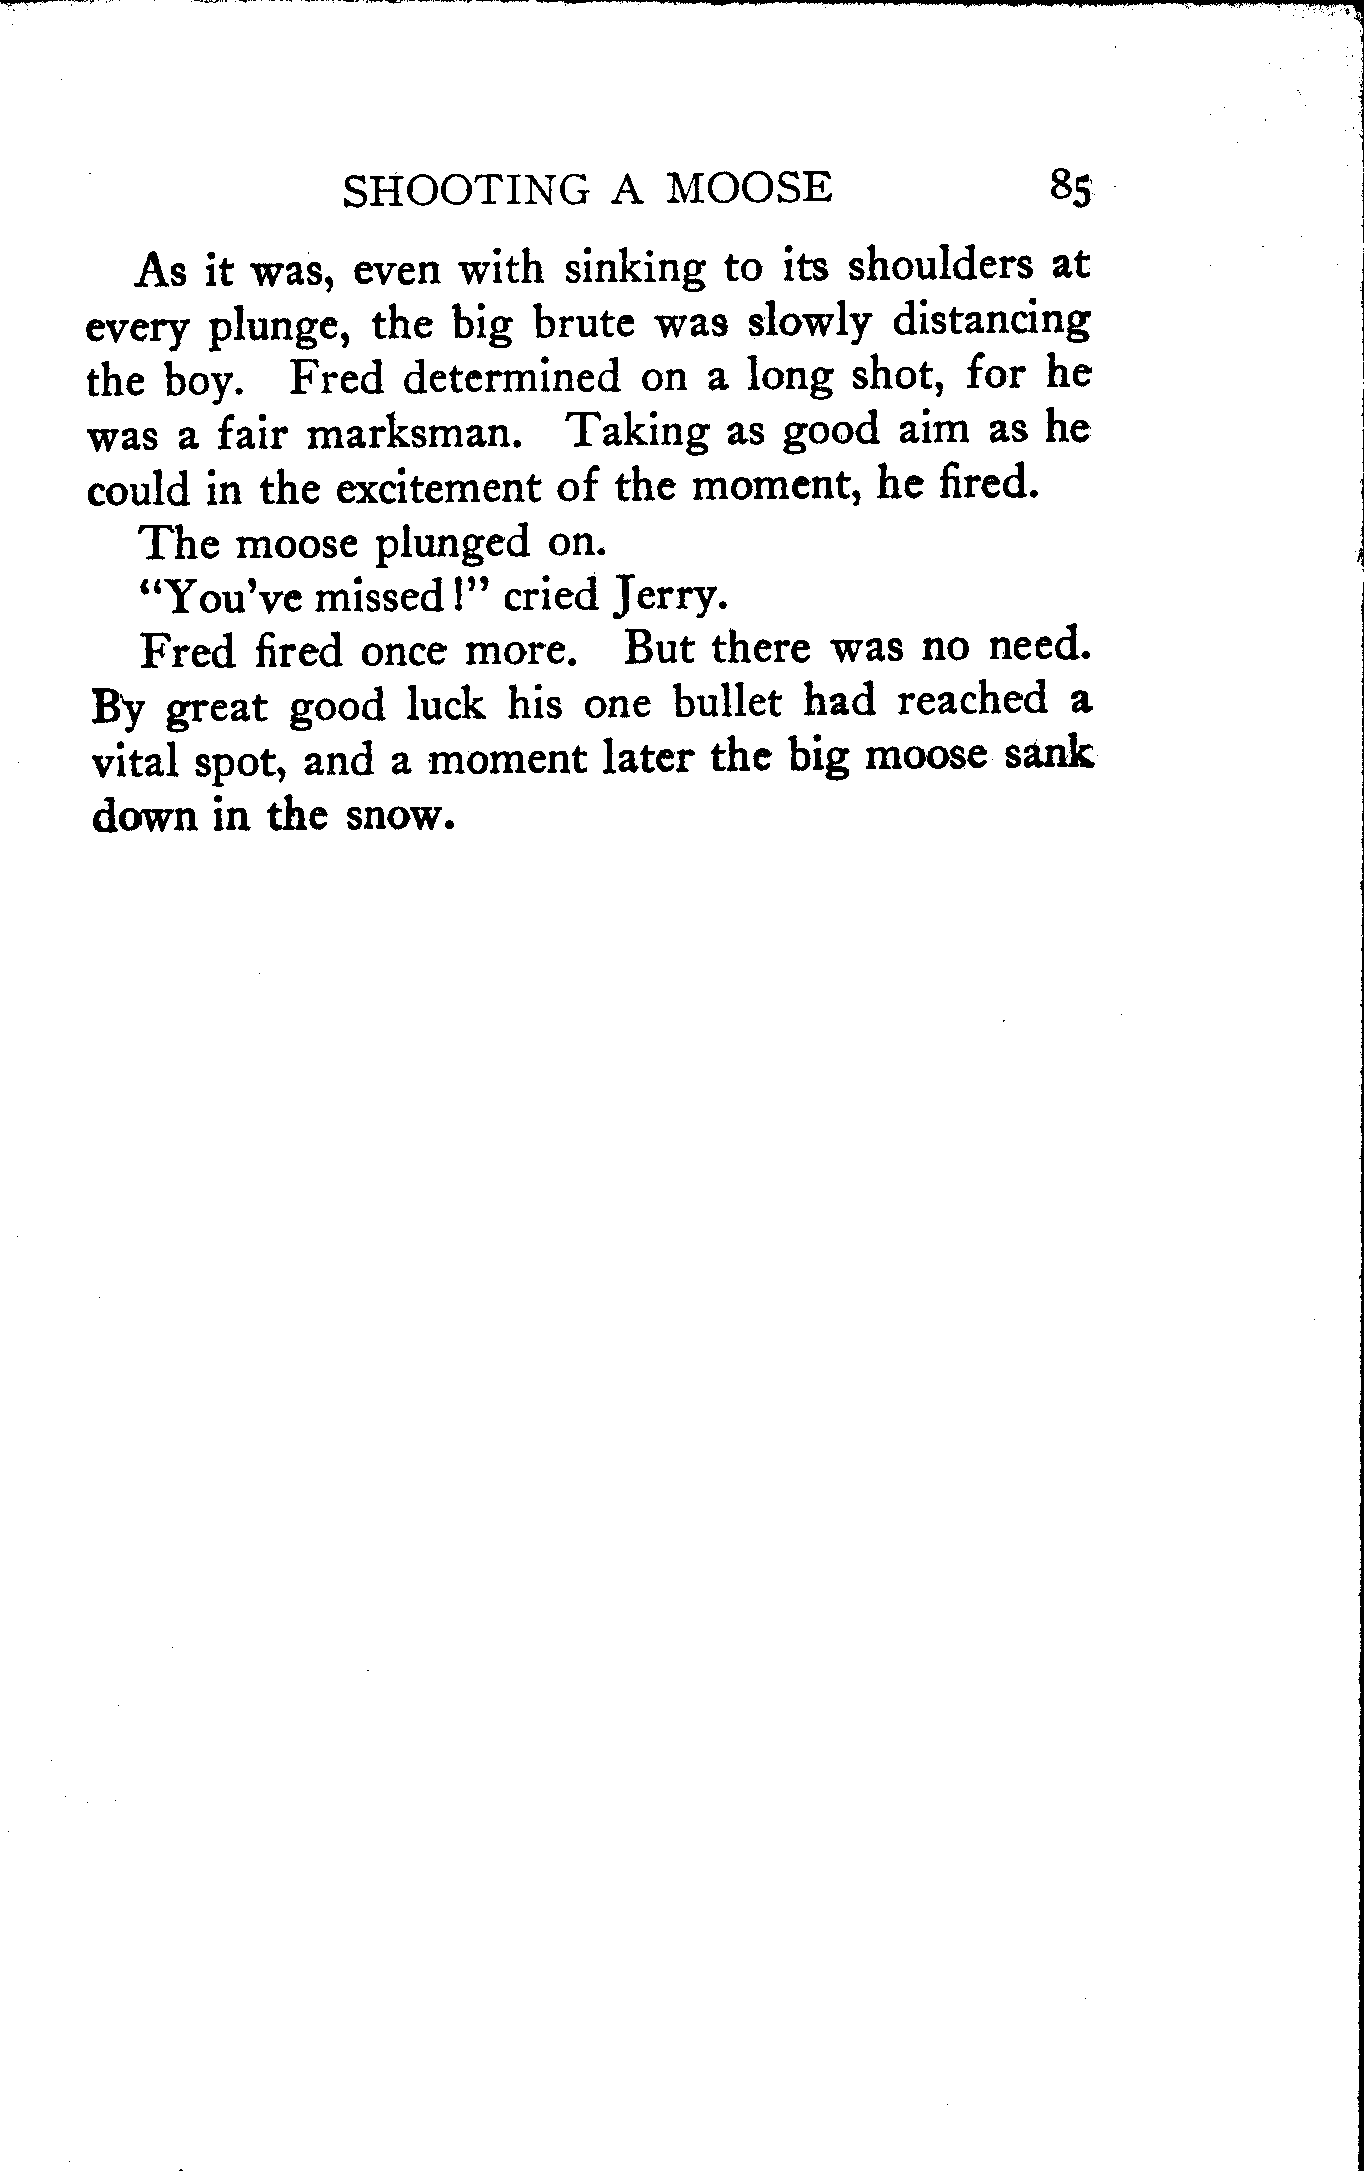 SHOOTING A MOOSE 85
As it was, even with sinking to its shoulders at
every plunge, the big brute was slowly distancing
the boy. Fred determined on a long shot, for he
was a fair marksman. Taking as good aim as he
could in the excitement of the moment, he fired.
The moose plunged on.
“You've missed!” cried Jerry.
Fred fired once more. But there was no need.
By great good luck his one bullet had reached a
vital spot, and a moment later the big moose sank
down in the snow.